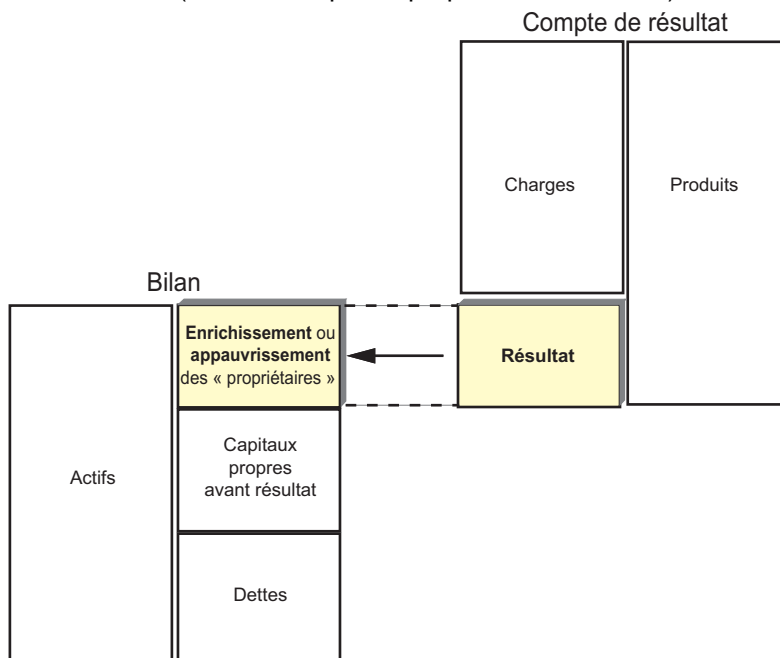 Compte de résultat
Charges
Produits
Bilan
Enrichissement ou
appauvrissement
des « propriétaires »
Résultat
Actifs
Capitaux
propres
avant résultat
Dettes